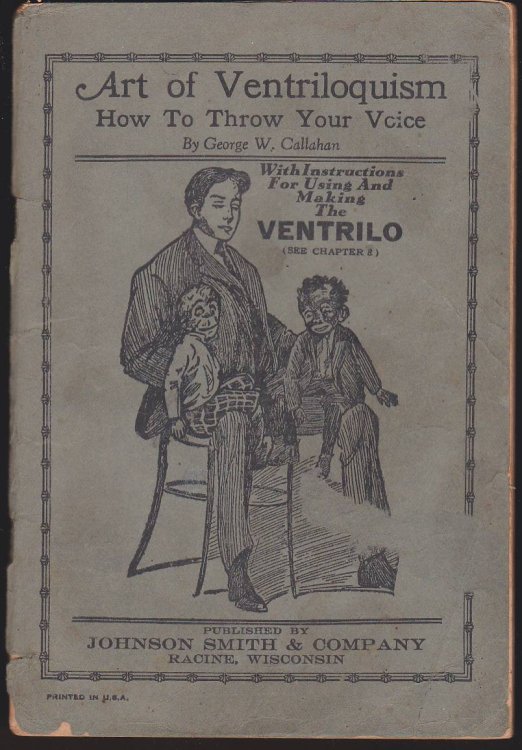 Art of Ventriloquism
How To Throw Your Vcice
By George W. Callahan
With Instructions
For Using And
Making
The
VENTRILO
(SEE CHAPTER 8)
PUBLISHED BY
JOHNSON SMITH & COMPANY
RACINE, WISCONSIN
PRINTED IN U.S.A.